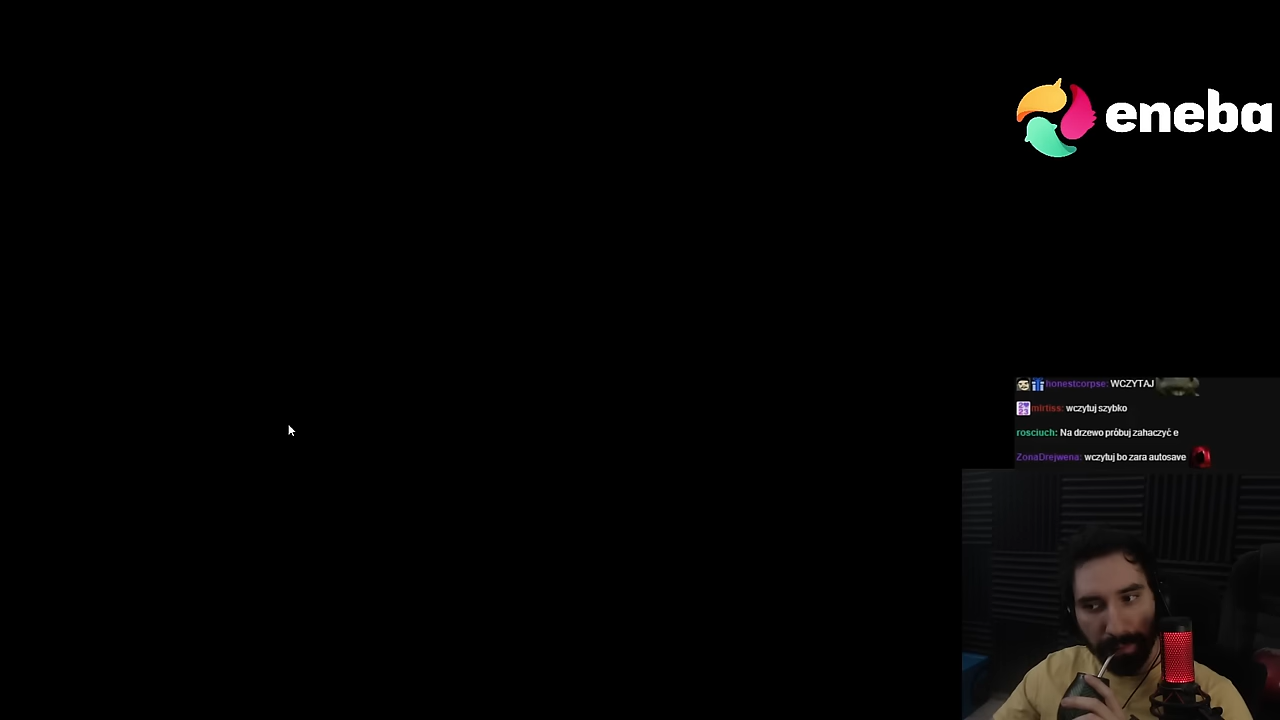 eneba
honestcorpse: WCZYTAJ
mirtiss: wczytuj szybko
rosciuch: Na drzewo próbuj zahaczyć e
ZonaDrejwena: wczytuj bo zara autosave